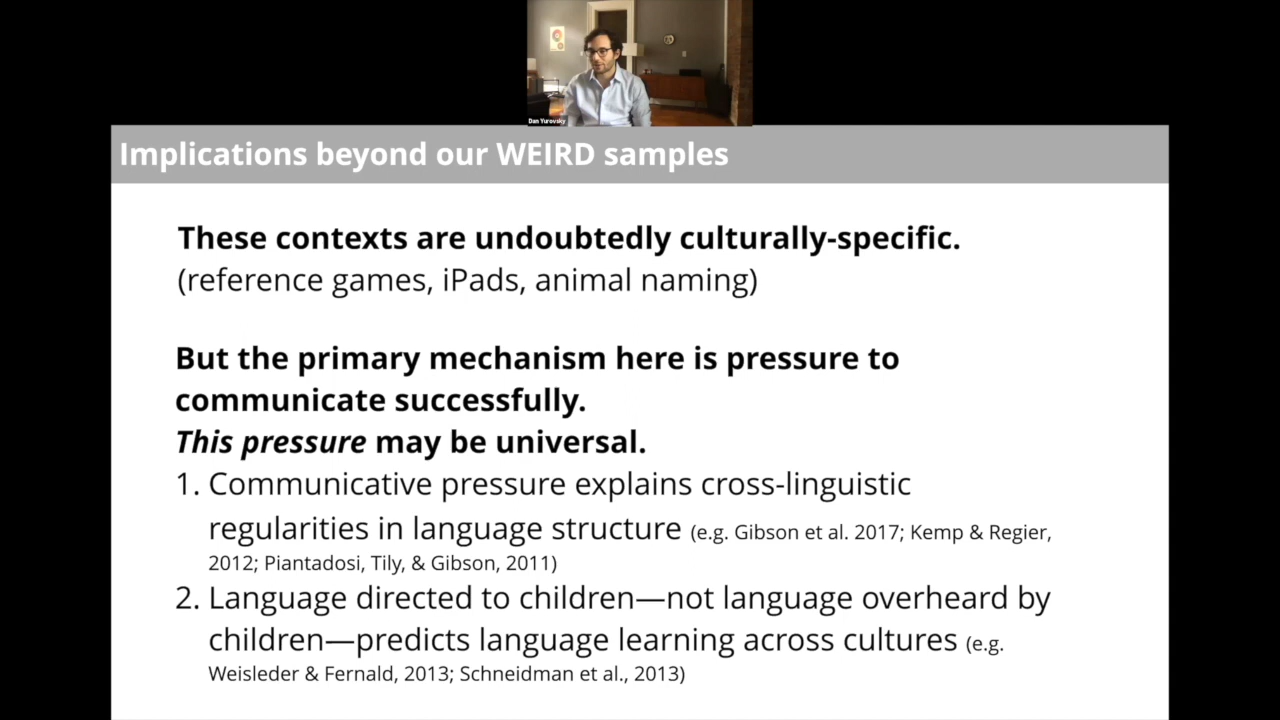 Dan Yurovsky
Implications beyond our WEIRD samples
These contexts are undoubtedly culturally-specific.
(reference games, iPads, animal naming)
But the primary mechanism here is pressure to
communicate successfully.
This pressure may be universal.
1. Communicative pressure explains cross-linguistic
regularities in language structure (e.g. Gibson et al. 2017; Kemp & Regier,
2012; Piantadosi, Tily, & Gibson, 2011)
2. Language directed to children—not language overheard by
children—predicts language learning across cultures (e.g.
Weisleder & Fernald, 2013; Schneidman et al., 2013)